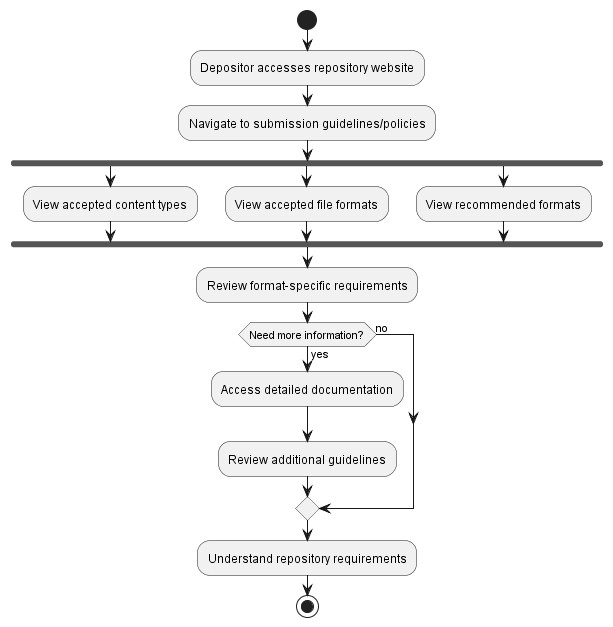 Depositor accesses repository website
Navigate to submission guidelines/policies
View accepted content types
View accepted file formats
View recommended formats
Review format-specific requirements
Need more information?
no
yes
Access detailed documentation
Review additional guidelines
Understand repository requirements